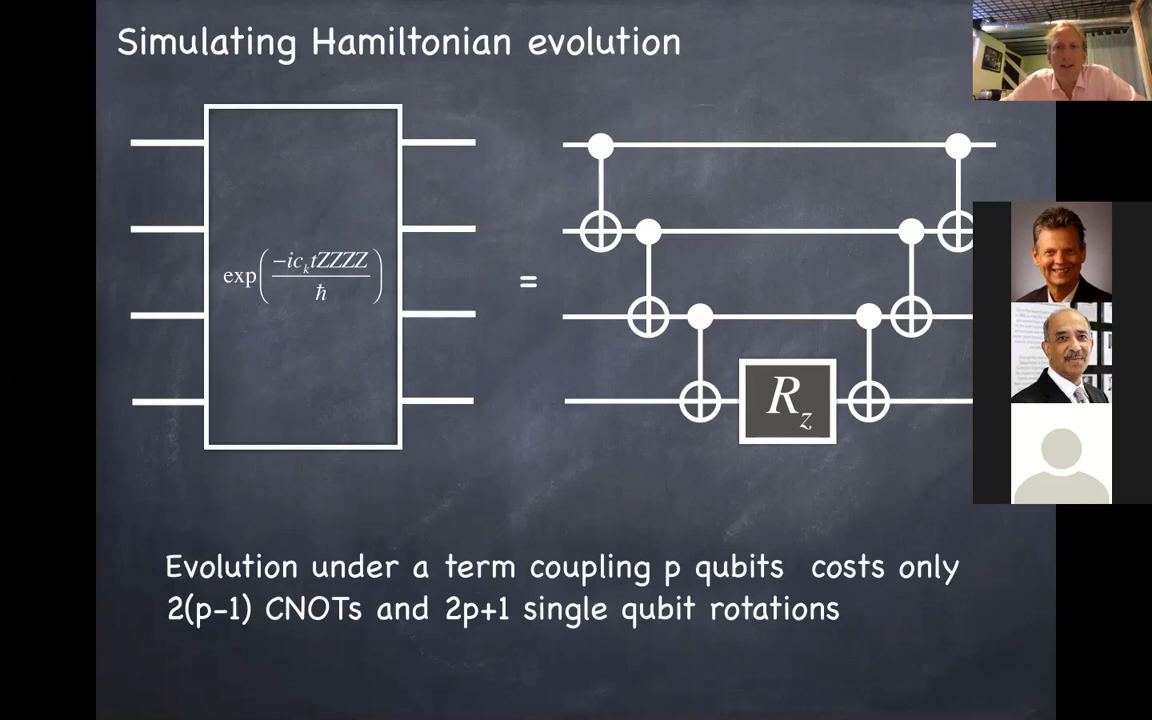 Simulating Hamiltonian evolution
exp(-ic_k tZZZZ / ħ)
=
R_z
Evolution under a term coupling p qubits costs only
2(p-1) CNOTs and 2p+1 single qubit rotations